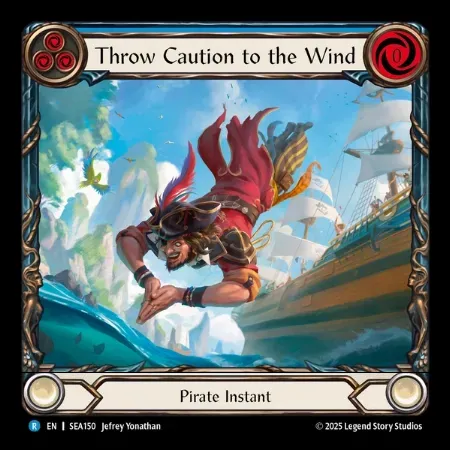 Throw Caution to the Wind
0
Pirate Instant
R EN | SEA150 Jefrey Yonathan
© 2025 Legend Story Studios